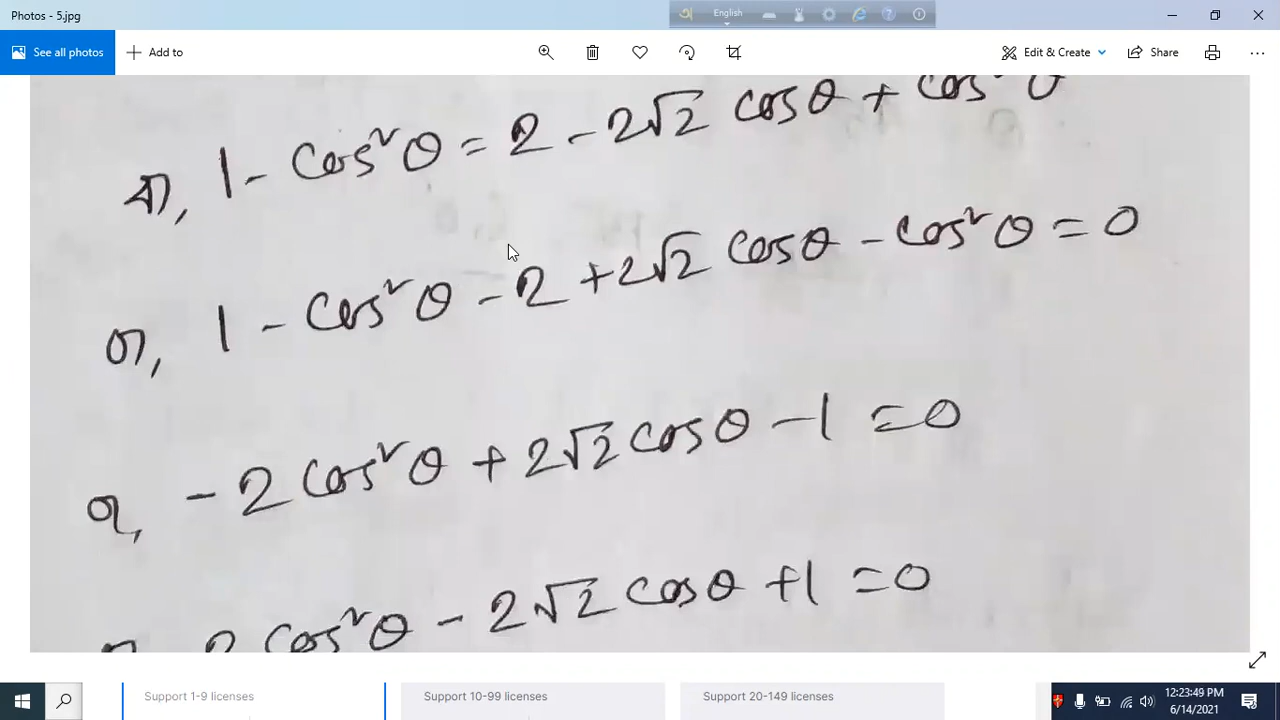 Photos - 5.jpg
English
See all photos
Add to
Edit & Create
Share
বা, 1 - cos²θ = 2 - 2√2 cosθ + cos²θ
বা, 1 - cos²θ - 2 + 2√2 cosθ - cos²θ = 0
বা, - 2 cos²θ + 2√2 cosθ - 1 = 0
বা, 2 cos²θ - 2√2 cosθ + 1 = 0
Support 1-9 licenses
Support 10-99 licenses
Support 20-149 licenses
12:23:49 PM
6/14/2021